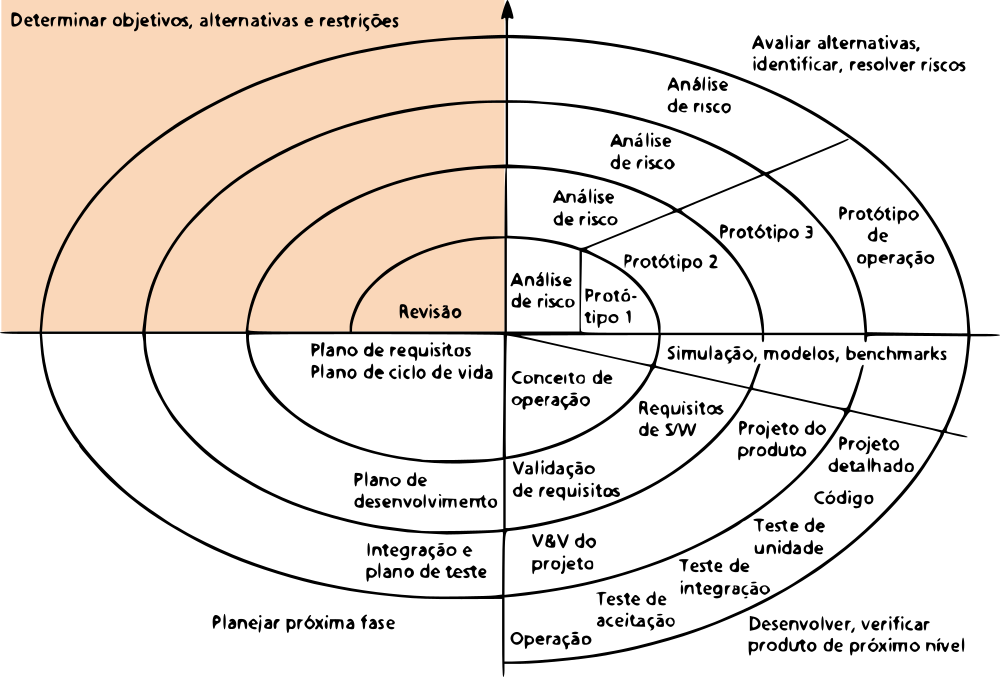 Determinar objetivos, alternativas e restrições
Avaliar alternativas,
identificar, resolver riscos
Análise
de risco
Análise
de risco
Análise
de risco
Protótipo
de
operação
Protótipo 3
Protótipo 2
Análise
de risco
Protó-
tipo 1
Revisão
Plano de requisitos
Plano de ciclo de vida
Simulação, modelos, benchmarks
Conceito de
operação
Requisitos
de S/W
Projeto do
produto
Projeto
detalhado
Plano de
desenvolvimento
Validação
de requisitos
Código
Teste de
unidade
Integração e
plano de teste
V&V do
projeto
Teste de
integração
Teste de
aceitação
Operação
Planejar próxima fase
Desenvolver, verificar
produto de próximo nível